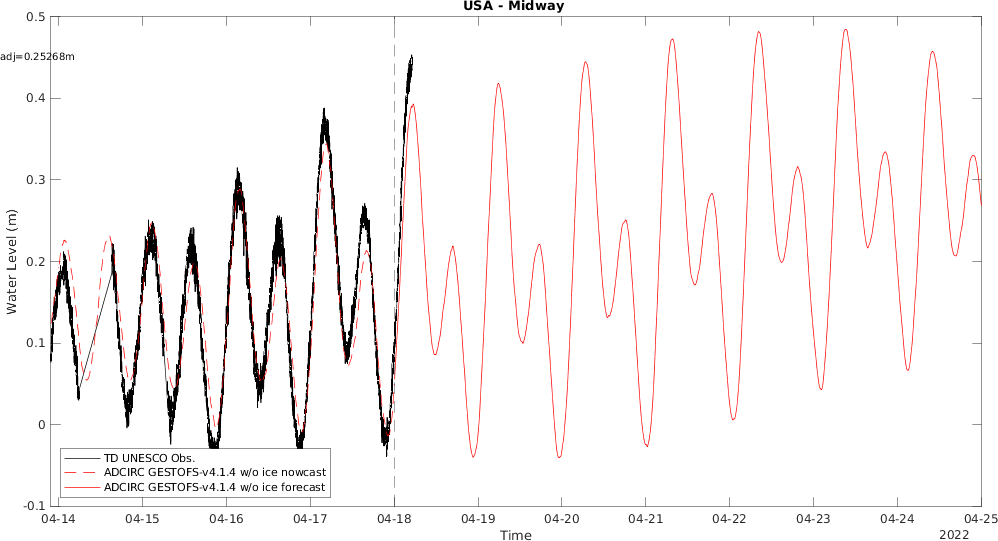 USA - Midway
0.5
adj=0.25268m
0.4
0.3
0.2
0.1
0
-0.1
Water Level (m)
TD UNESCO Obs.
ADCIRC GESTOFS-v4.1.4 w/o ice nowcast
ADCIRC GESTOFS-v4.1.4 w/o ice forecast
04-14 04-15 04-16 04-17 04-18 04-19 04-20 04-21 04-22 04-23 04-24 04-25
Time
2022